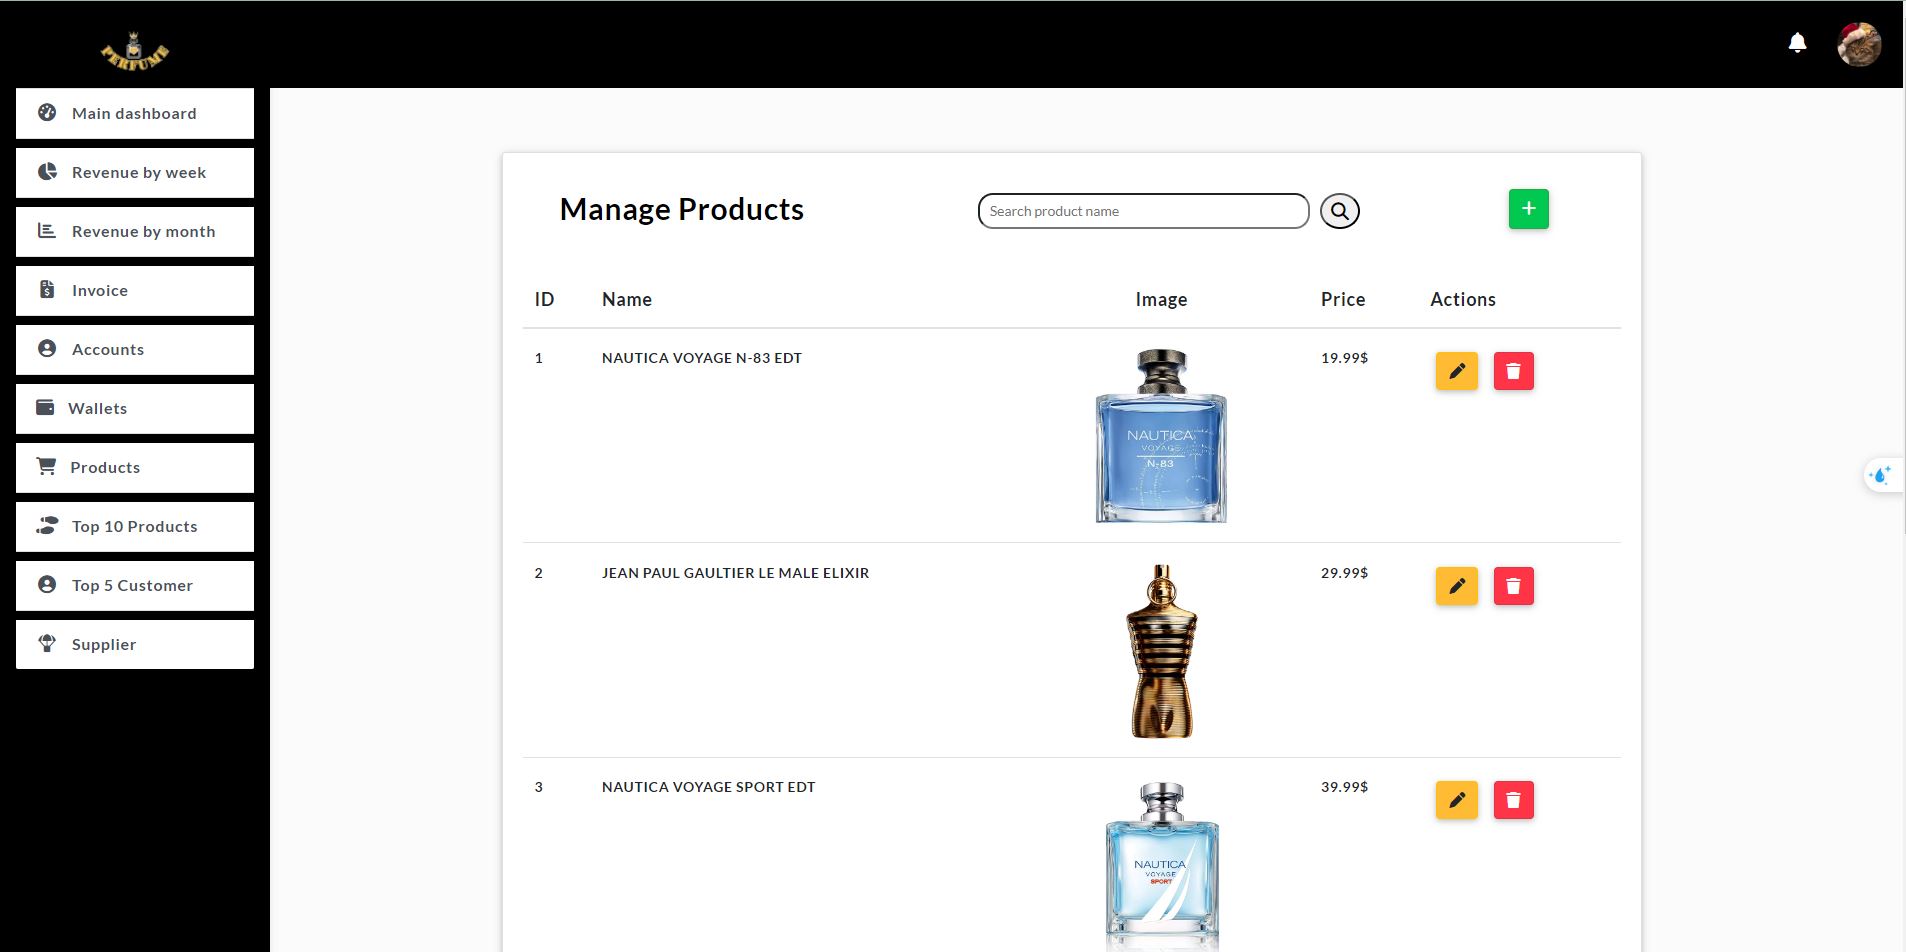 PERFUME
Main dashboard
Revenue by week
Revenue by month
Invoice
Accounts
Wallets
Products
Top 10 Products
Top 5 Customer
Supplier
Manage Products
Search product name
+
ID Name Image Price Actions
1 NAUTICA VOYAGE N-83 EDT 19.99$
NAUTICA
VOYAGE
N-83
2 JEAN PAUL GAULTIER LE MALE ELIXIR 29.99$
3 NAUTICA VOYAGE SPORT EDT 39.99$
NAUTICA
VOYAGE
SPORT